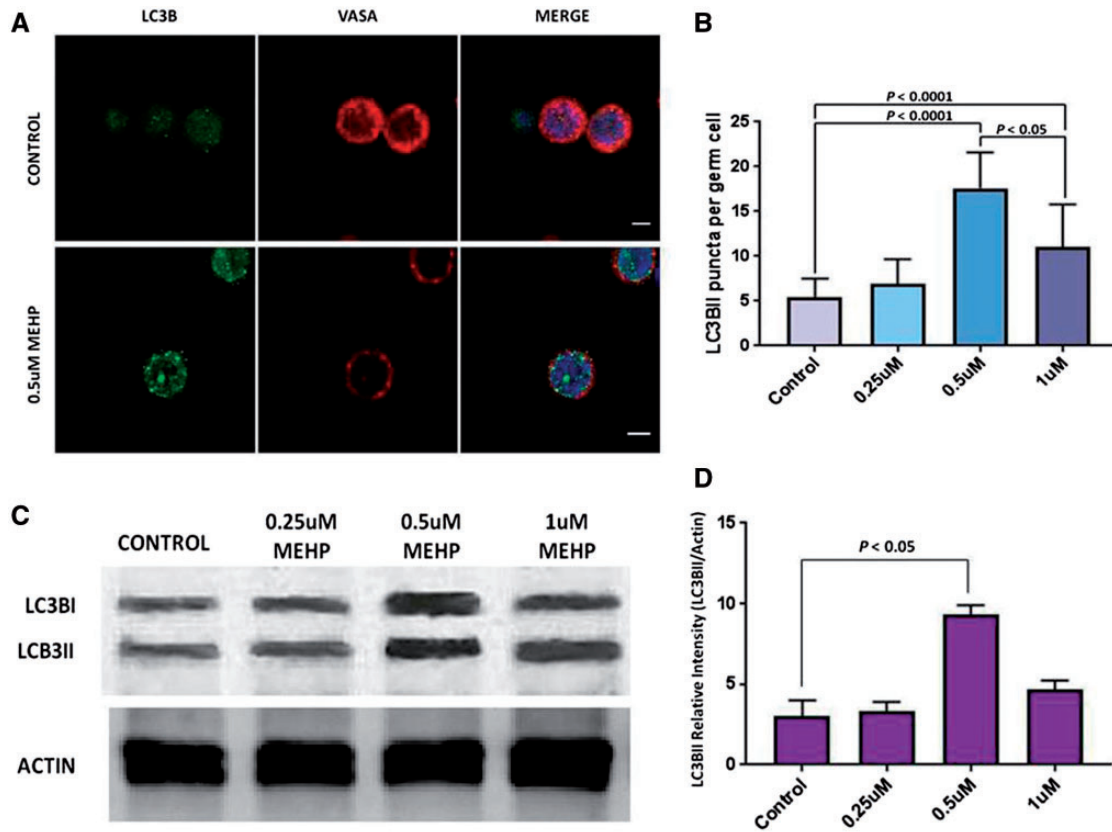 A
LC3B
VASA
MERGE
CONTROL
0.5uM MEHP
B
P < 0.0001
P < 0.0001
P < 0.05
LC3BII puncta per germ cell
25
20
15
10
5
0
Control
0.25uM
0.5uM
1uM
C
CONTROL
0.25uM
MEHP
0.5uM
MEHP
1uM
MEHP
LC3BI
LCB3II
ACTIN
D
P < 0.05
LC3BII Relative Intensity (LC3BII/Actin)
15
10
5
0
Control
0.25uM
0.5uM
1uM